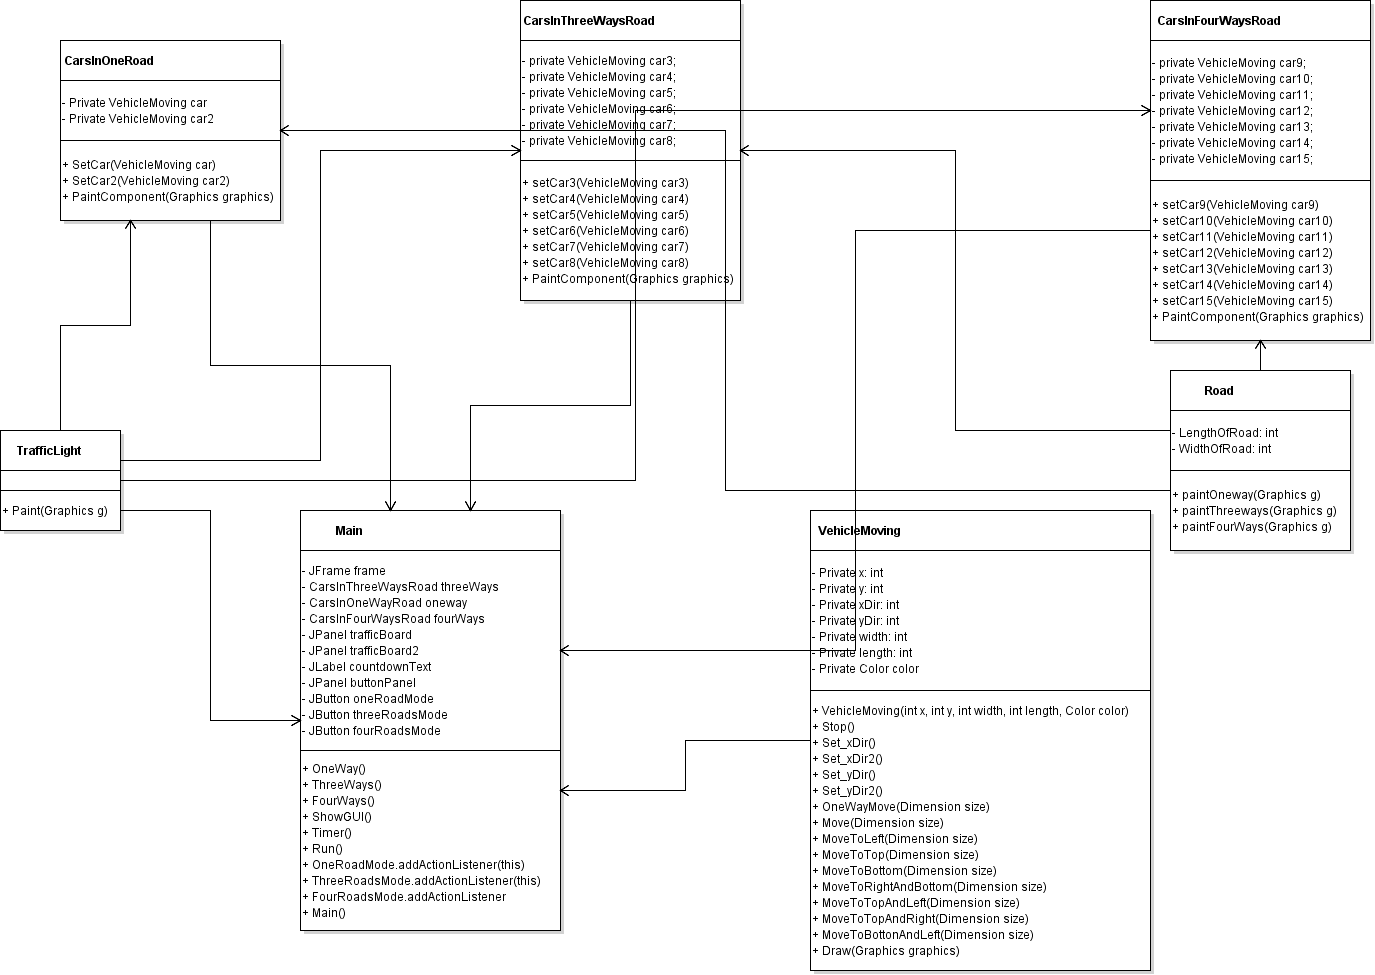 CarsInOneRoad
- Private VehicleMoving car
- Private VehicleMoving car2
+ SetCar(VehicleMoving car)
+ SetCar2(VehicleMoving car2)
+ PaintComponent(Graphics graphics)
CarsInThreeWaysRoad
- private VehicleMoving car3;
- private VehicleMoving car4;
- private VehicleMoving car5;
- private VehicleMoving car6;
- private VehicleMoving car7;
- private VehicleMoving car8;
+ setCar3(VehicleMoving car3)
+ setCar4(VehicleMoving car4)
+ setCar5(VehicleMoving car5)
+ setCar6(VehicleMoving car6)
+ setCar7(VehicleMoving car7)
+ setCar8(VehicleMoving car8)
+ PaintComponent(Graphics graphics)
CarsInFourWaysRoad
- private VehicleMoving car9;
- private VehicleMoving car10;
- private VehicleMoving car11;
- private VehicleMoving car12;
- private VehicleMoving car13;
- private VehicleMoving car14;
- private VehicleMoving car15;
+ setCar9(VehicleMoving car9)
+ setCar10(VehicleMoving car10)
+ setCar11(VehicleMoving car11)
+ setCar12(VehicleMoving car12)
+ setCar13(VehicleMoving car13)
+ setCar14(VehicleMoving car14)
+ setCar15(VehicleMoving car15)
+ PaintComponent(Graphics graphics)
TrafficLight
+ Paint(Graphics g)
Road
- LengthOfRoad: int
- WidthOfRoad: int
+ paintOneway(Graphics g)
+ paintThreeways(Graphics g)
+ paintFourWays(Graphics g)
Main
- JFrame frame
- CarsInThreeWaysRoad threeWays
- CarsInOneWayRoad oneway
- CarsInFourWaysRoad fourWays
- JPanel trafficBoard
- JPanel trafficBoard2
- JLabel countdownText
- JPanel buttonPanel
- JButton oneRoadMode
- JButton threeRoadsMode
- JButton fourRoadsMode
+ OneWay()
+ ThreeWays()
+ FourWays()
+ ShowGUI()
+ Timer()
+ Run()
+ OneRoadMode.addActionListener(this)
+ ThreeRoadsMode.addActionListener(this)
+ FourRoadsMode.addActionListener
+ Main()
VehicleMoving
- Private x: int
- Private y: int
- Private xDir: int
- Private yDir: int
- Private width: int
- Private length: int
- Private Color color
+ VehicleMoving(int x, int y, int width, int length, Color color)
+ Stop()
+ Set_xDir()
+ Set_xDir2()
+ Set_yDir()
+ Set_yDir2()
+ OneWayMove(Dimension size)
+ Move(Dimension size)
+ MoveToLeft(Dimension size)
+ MoveToTop(Dimension size)
+ MoveToBottom(Dimension size)
+ MoveToRightAndBottom(Dimension size)
+ MoveToTopAndLeft(Dimension size)
+ MoveToTopAndRight(Dimension size)
+ MoveToBottonAndLeft(Dimension size)
+ Draw(Graphics graphics)